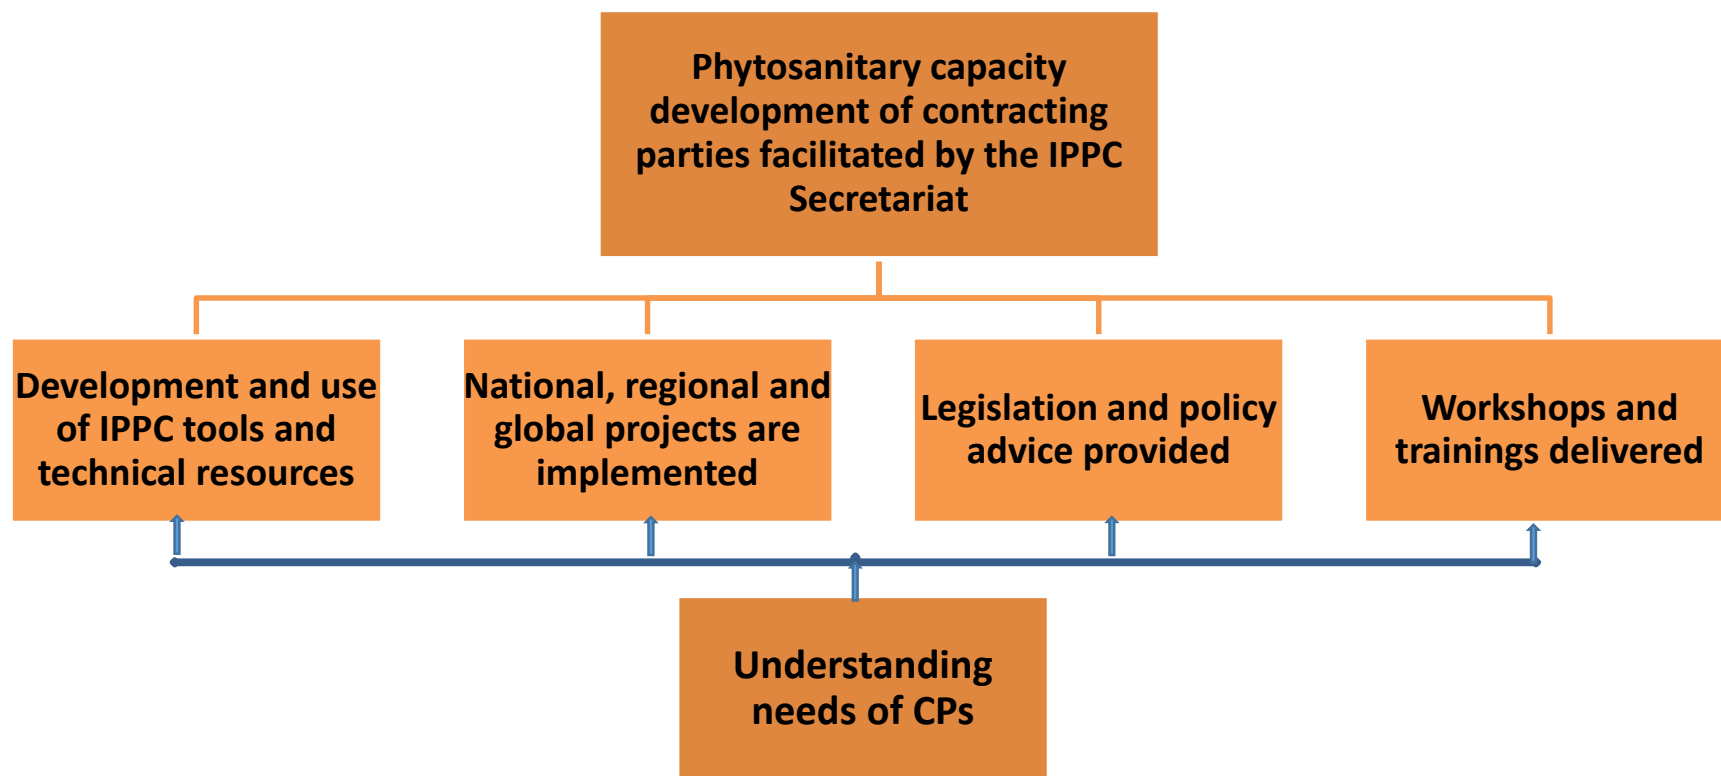 Phytosanitary capacity
development of contracting
parties facilitated by the IPPC
Secretariat
Development and use
of IPPC tools and
technical resources
National, regional and
global projects are
implemented
Legislation and policy
advice provided
Workshops and
trainings delivered
Understanding
needs of CPs